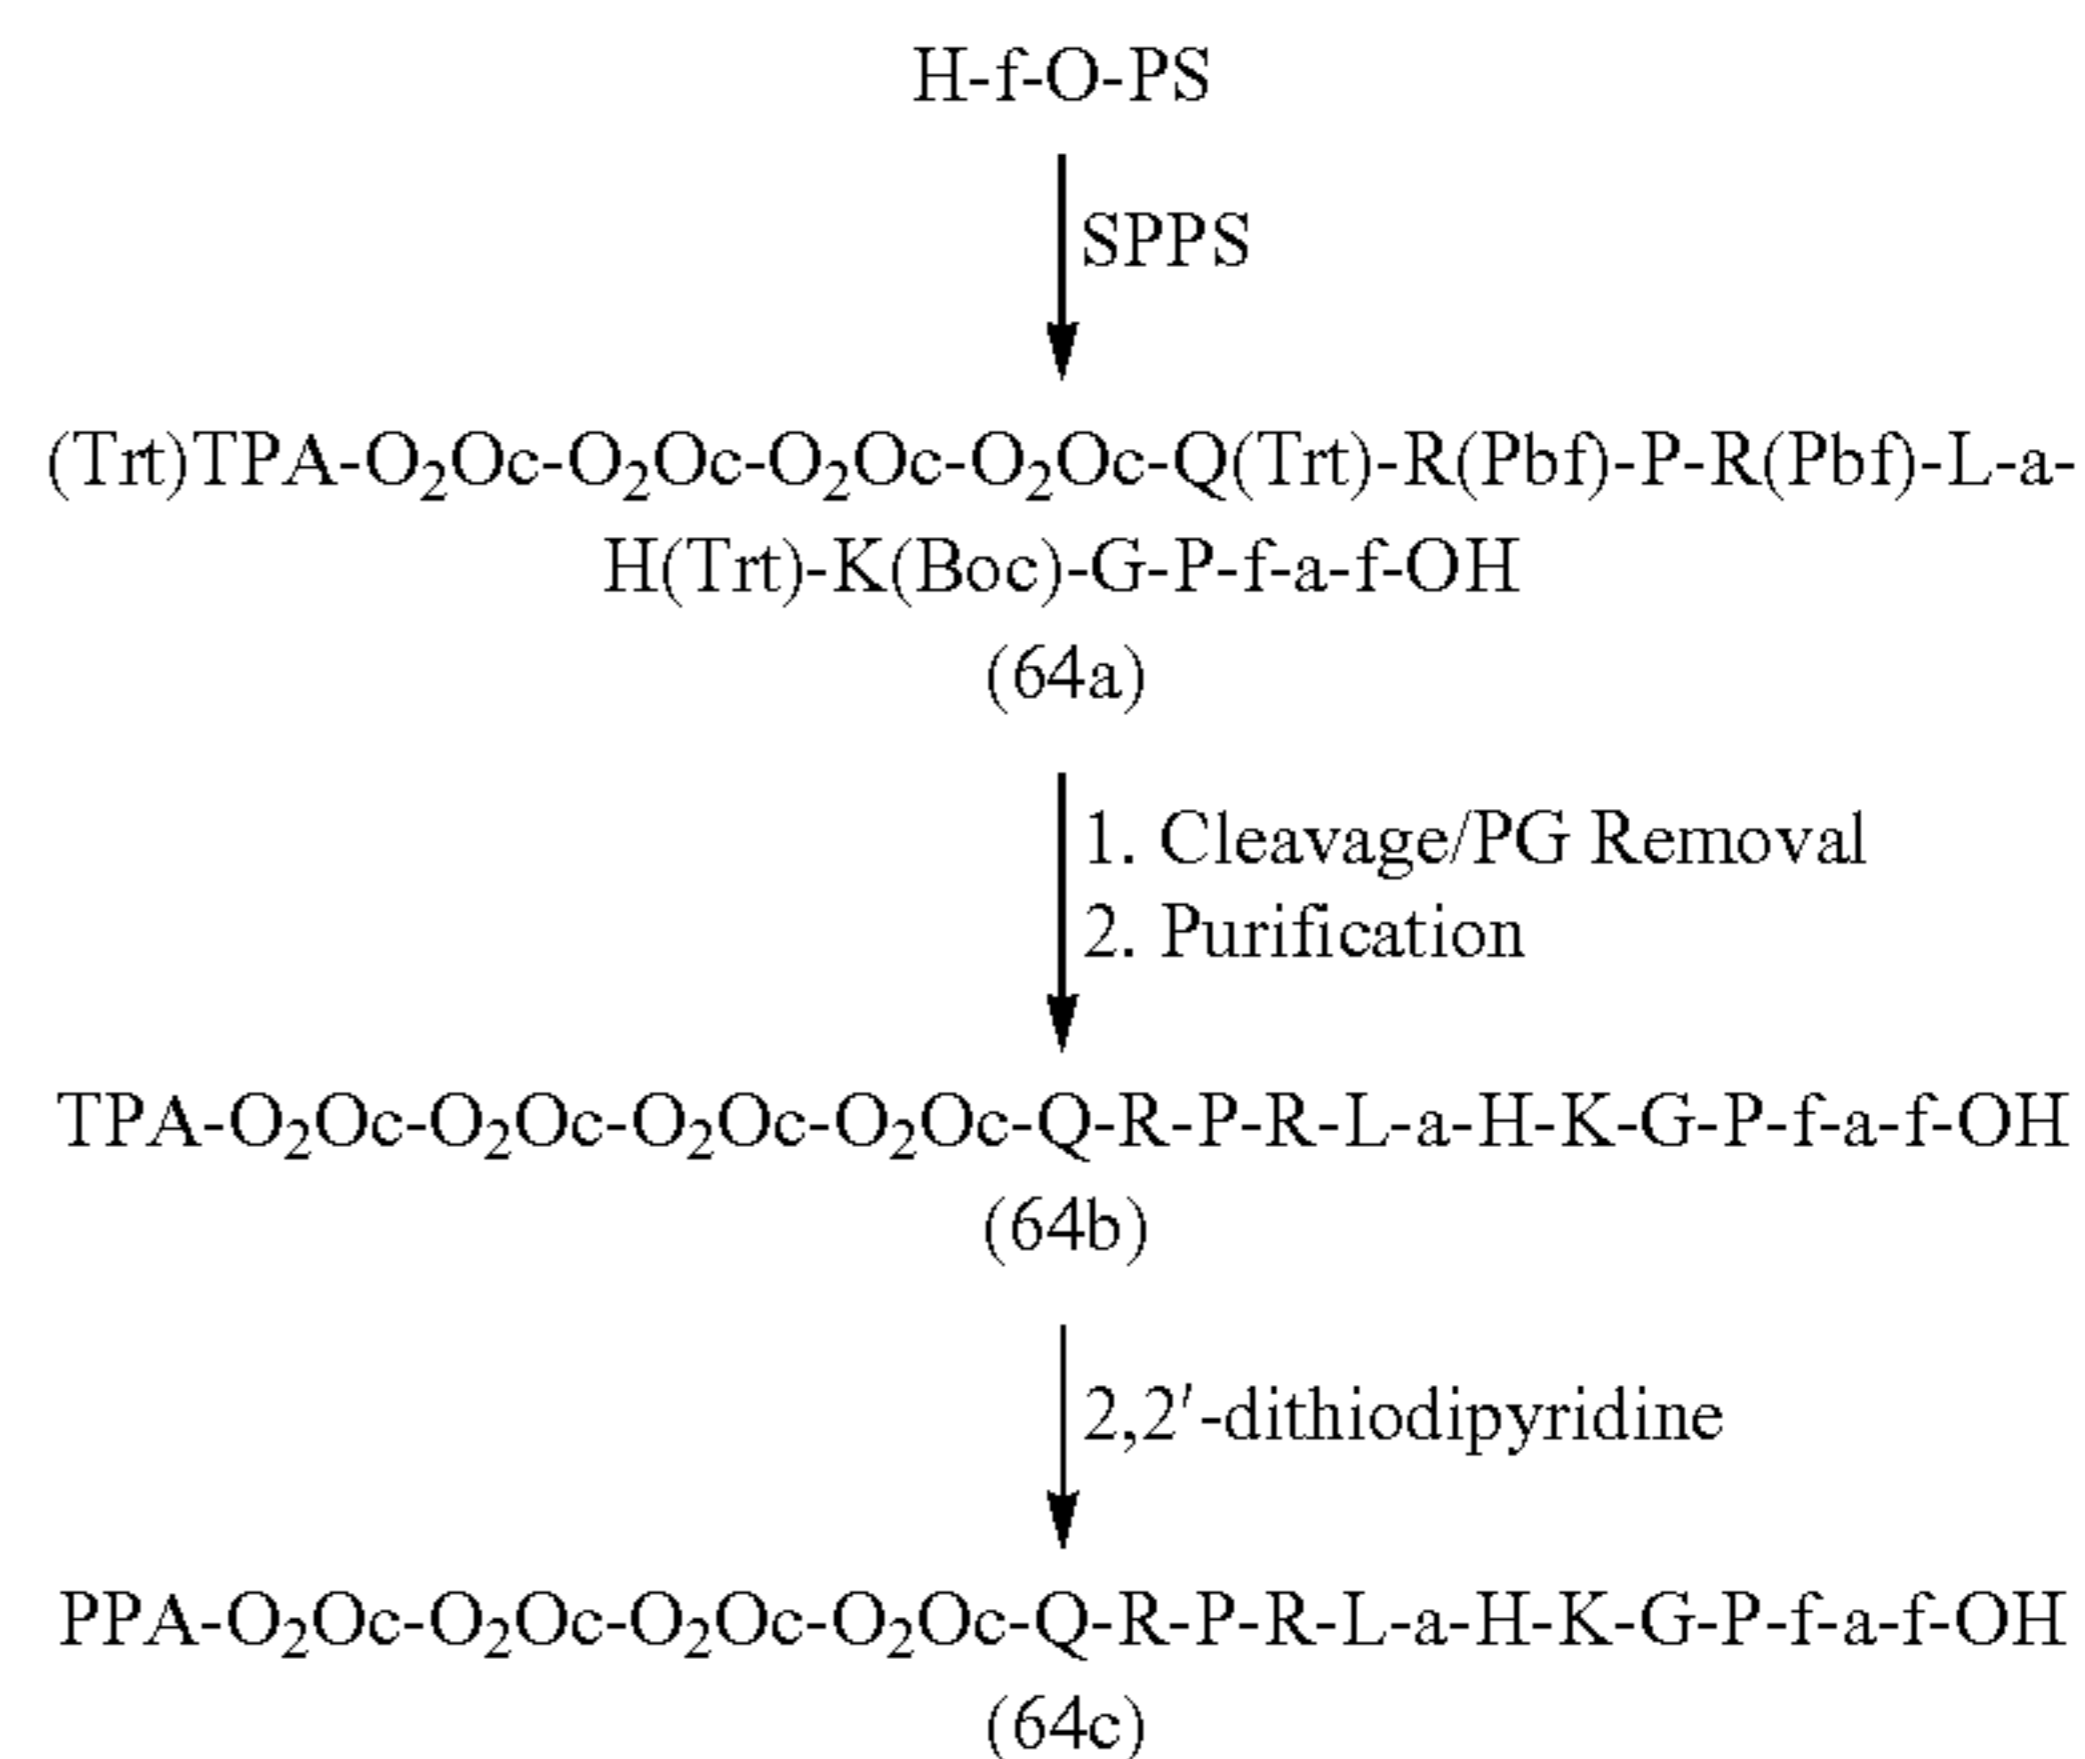 H-f-O-PS
SPPS
(Trt)TPA-O₂Oc-O₂Oc-O₂Oc-O₂Oc-Q(Trt)-R(Pbf)-P-R(Pbf)-L-a-
H(Trt)-K(Boc)-G-P-f-a-f-OH
(64a)
1. Cleavage/PG Removal
2. Purification
TPA-O₂Oc-O₂Oc-O₂Oc-O₂Oc-Q-R-P-R-L-a-H-K-G-P-f-a-f-OH
(64b)
2,2′-dithiodipyridine
PPA-O₂Oc-O₂Oc-O₂Oc-O₂Oc-Q-R-P-R-L-a-H-K-G-P-f-a-f-OH
(64c)